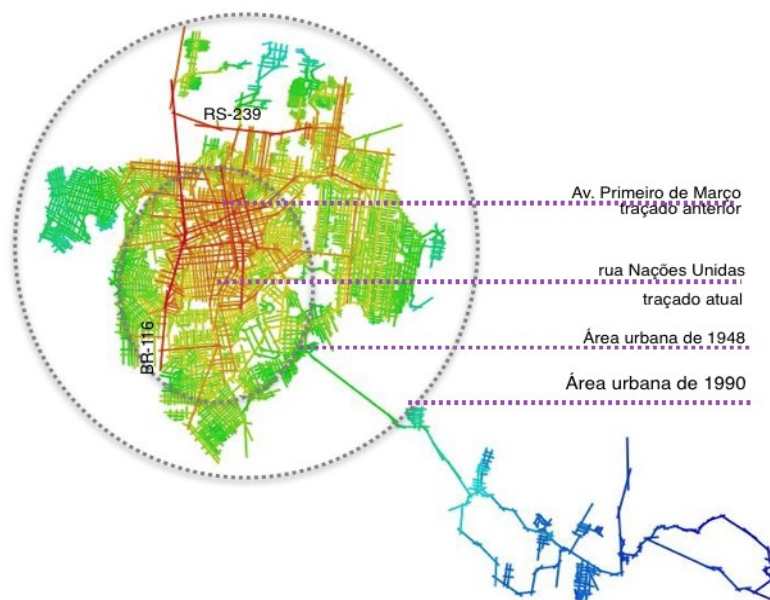 RS-239
Av. Primeiro de Março
traçado anterior
rua Nações Unidas
traçado atual
BR-116
Área urbana de 1948
Área urbana de 1990